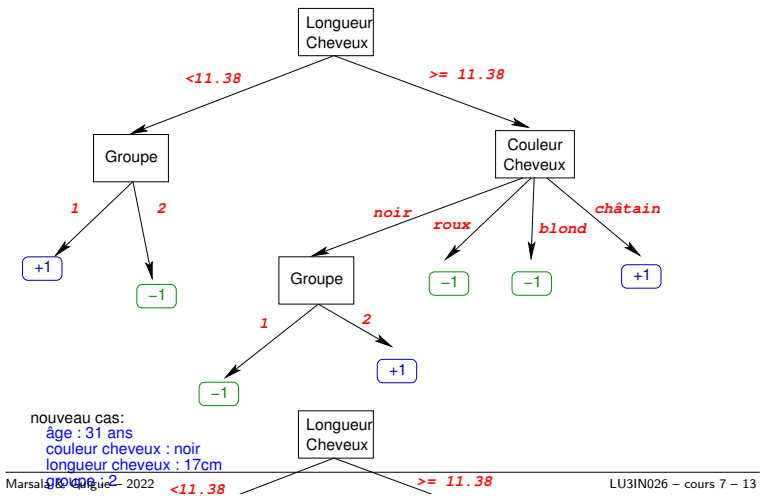 Longueur
Cheveux
<11.38
>= 11.38
Groupe
Couleur
Cheveux
1
2
noir
roux
blond
châtain
+1
−1
Groupe
−1
−1
+1
1
2
−1
+1
nouveau cas:
âge : 31 ans
couleur cheveux : noir
longueur cheveux : 17cm
groupe : 2
Longueur
Cheveux
<11.38
>= 11.38
Marsala & Guigue – 2022
LU3IN026 – cours 7 – 13